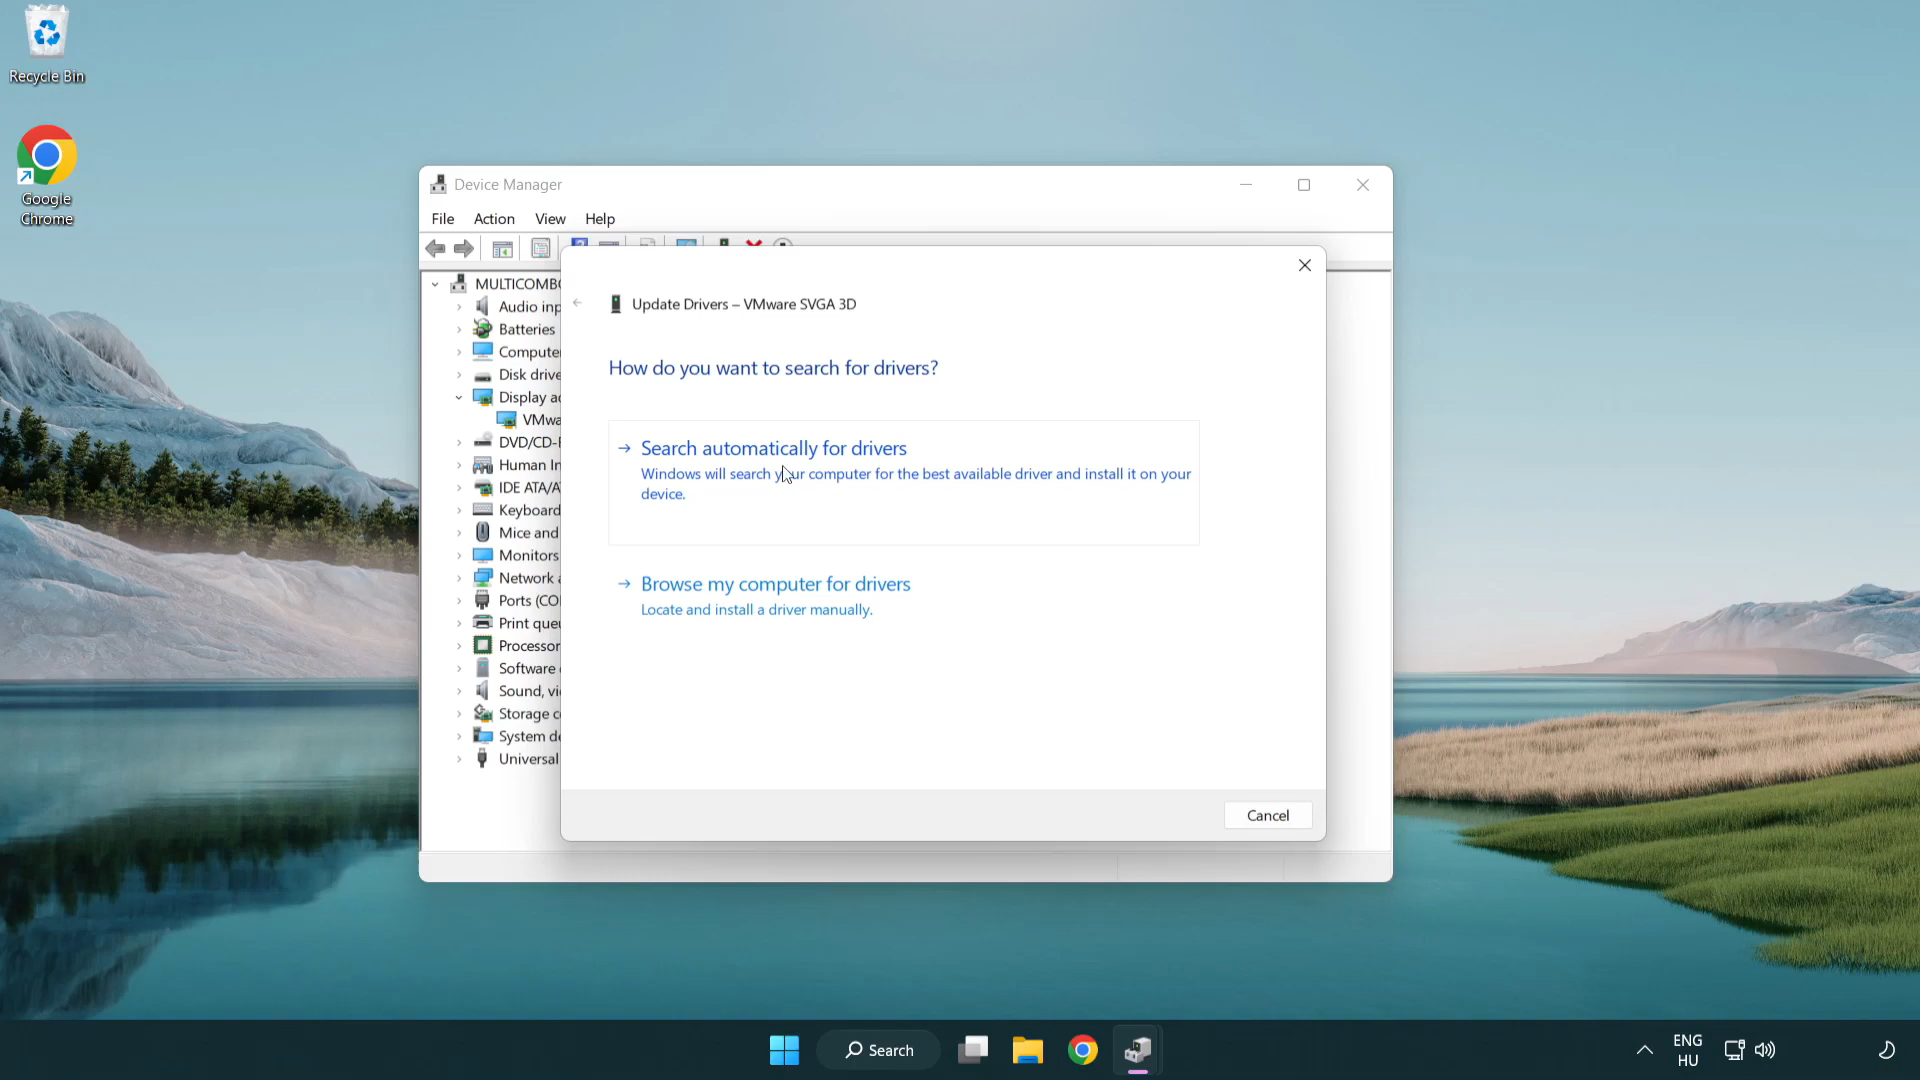 Recycle Bin
Google
Chrome
Device Manager
File Action View Help
MULTICOMBO
Audio inp
Batteries
Compute
Disk drive
Display a
VMwa
DVD/CD-R
Human In
IDE ATA/A
Keyboard
Mice and
Monitors
Network a
Ports (CO
Print que
Processor
Software
Sound, vi
Storage c
System de
Universal
Update Drivers – VMware SVGA 3D
How do you want to search for drivers?
Search automatically for drivers
Windows will search your computer for the best available driver and install it on your
device.
Browse my computer for drivers
Locate and install a driver manually.
Cancel
Search
ENG
HU